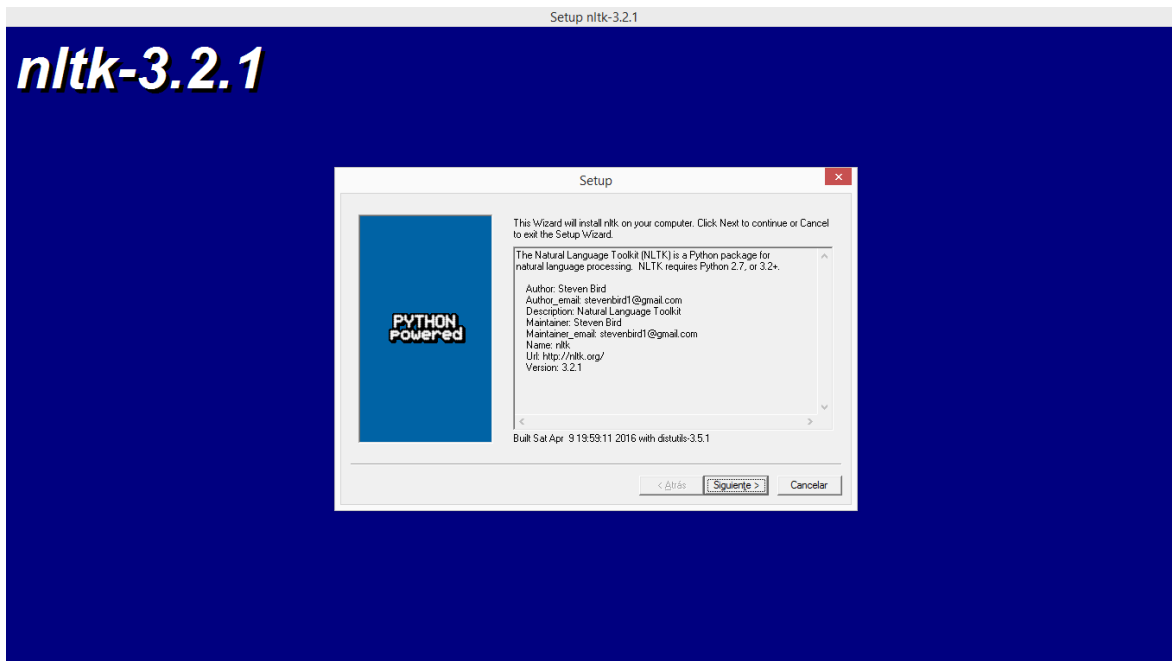 Setup nltk-3.2.1
nltk-3.2.1
Setup
This Wizard will install nltk on your computer. Click Next to continue or Cancel
to exit the Setup Wizard.
The Natural Language Toolkit (NLTK) is a Python package for
natural language processing.  NLTK requires Python 2.7, or 3.2+.
Author: Steven Bird
Author_email: stevenbird1@gmail.com
Description: Natural Language Toolkit
Maintainer: Steven Bird
Maintainer_email: stevenbird1@gmail.com
Name: nltk
Url: http://nltk.org/
Version: 3.2.1
PYTHON
Powered
Built Sat Apr  9 19:59:11 2016 with distutils-3.5.1
< Atrás
Siguiente >
Cancelar